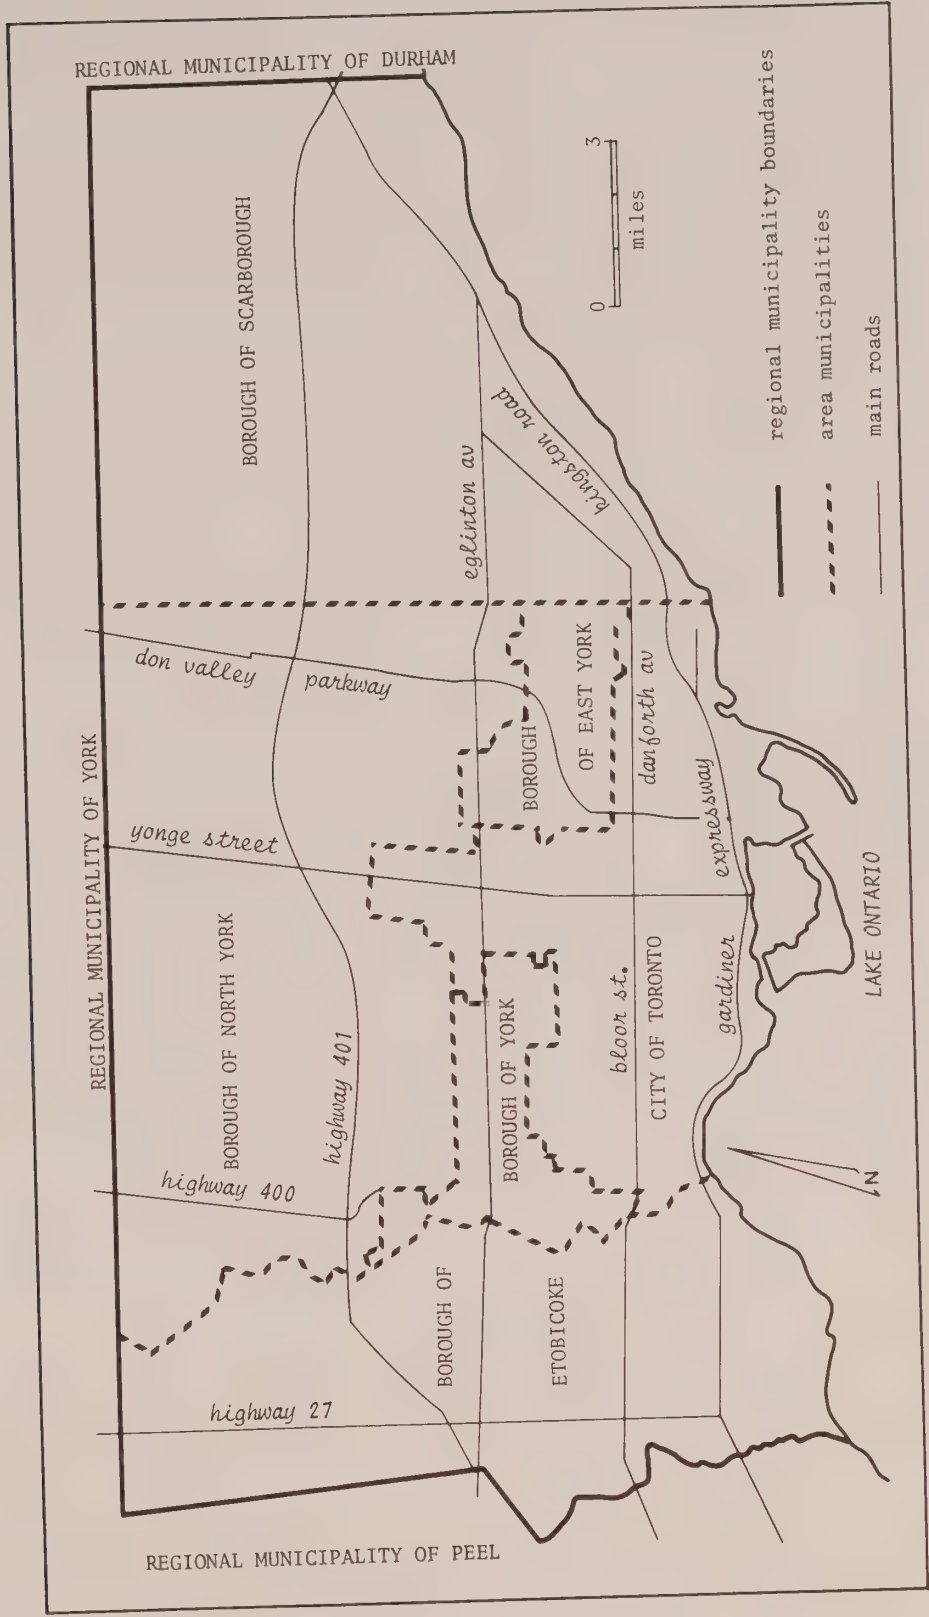 REGIONAL MUNICIPALITY OF YORK
REGIONAL MUNICIPALITY OF PEEL
REGIONAL MUNICIPALITY OF DURHAM
BOROUGH OF NORTH YORK
BOROUGH OF SCARBOROUGH
highway 27
highway 400
yonge street
don valley
parkway
highway 401
BOROUGH OF
ETOBICOKE
BOROUGH OF YORK
BOROUGH
OF EAST YORK
eglinton av
kingston road
bloor st.
danforth av
CITY OF TORONTO
gardiner
expressway
LAKE ONTARIO
N
0
3
miles
regional municipality boundaries
area municipalities
main roads